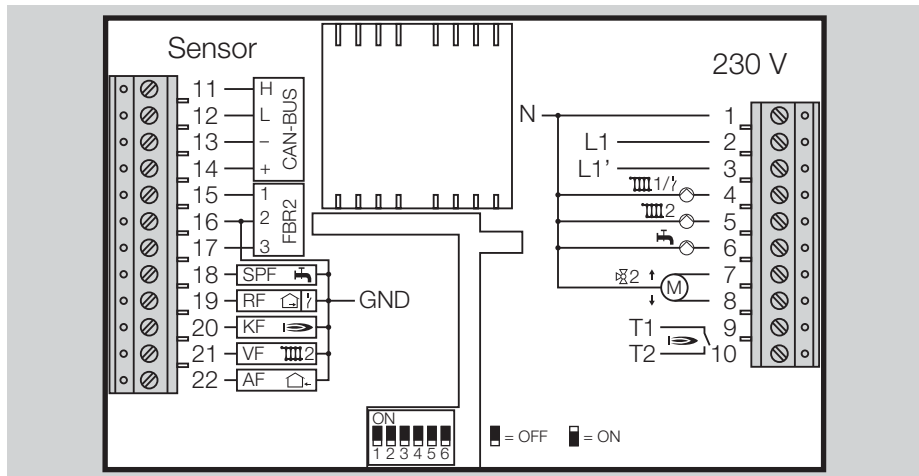 Sensor
230 V
11 H
12 L
13 –
14 +
CAN-BUS
15 1
16 2
17 3
FBR2
18 SPF
19 RF
20 KF
21 VF 2
22 AF
GND
N 1
L1 2
L1’ 3
1/ 4
2 5
6
2 M 7
8
T1 9
T2 10
ON
1 2 3 4 5 6
= OFF = ON